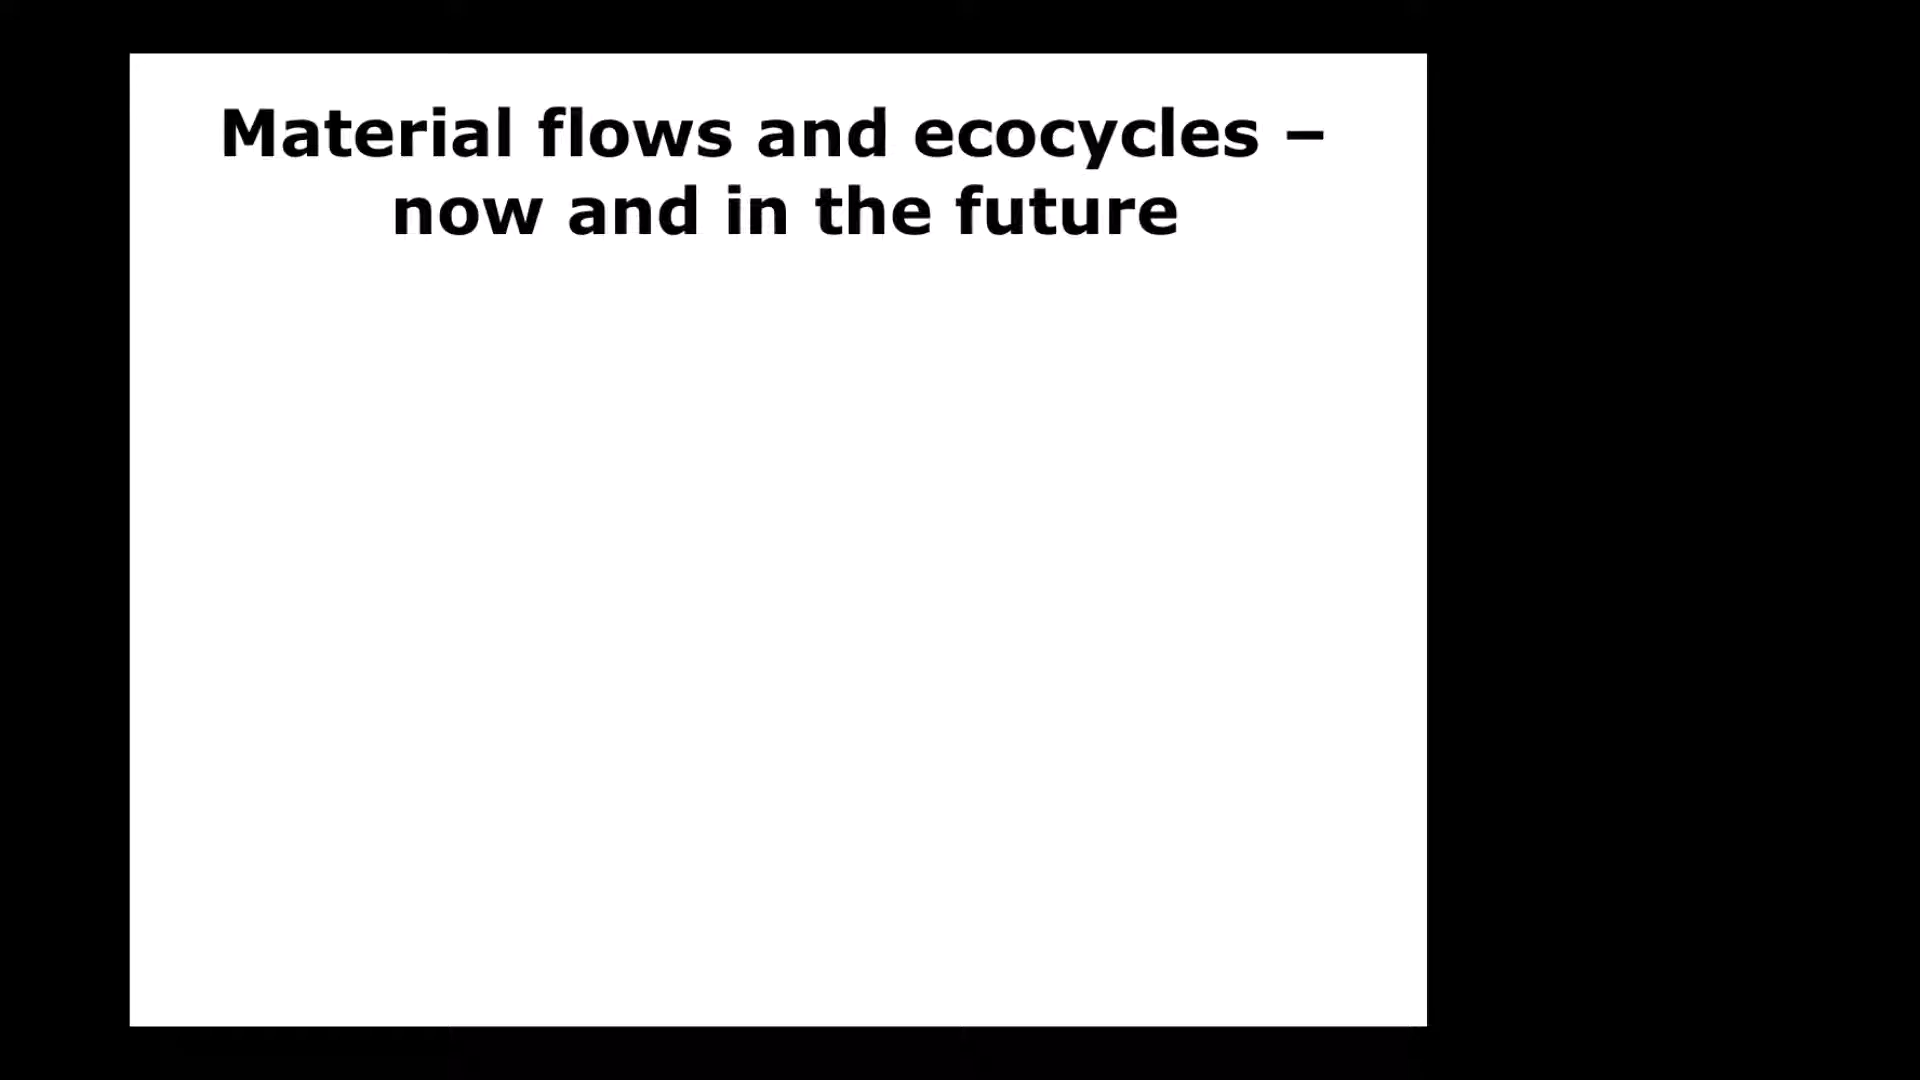 Material flows and ecocycles –
now and in the future